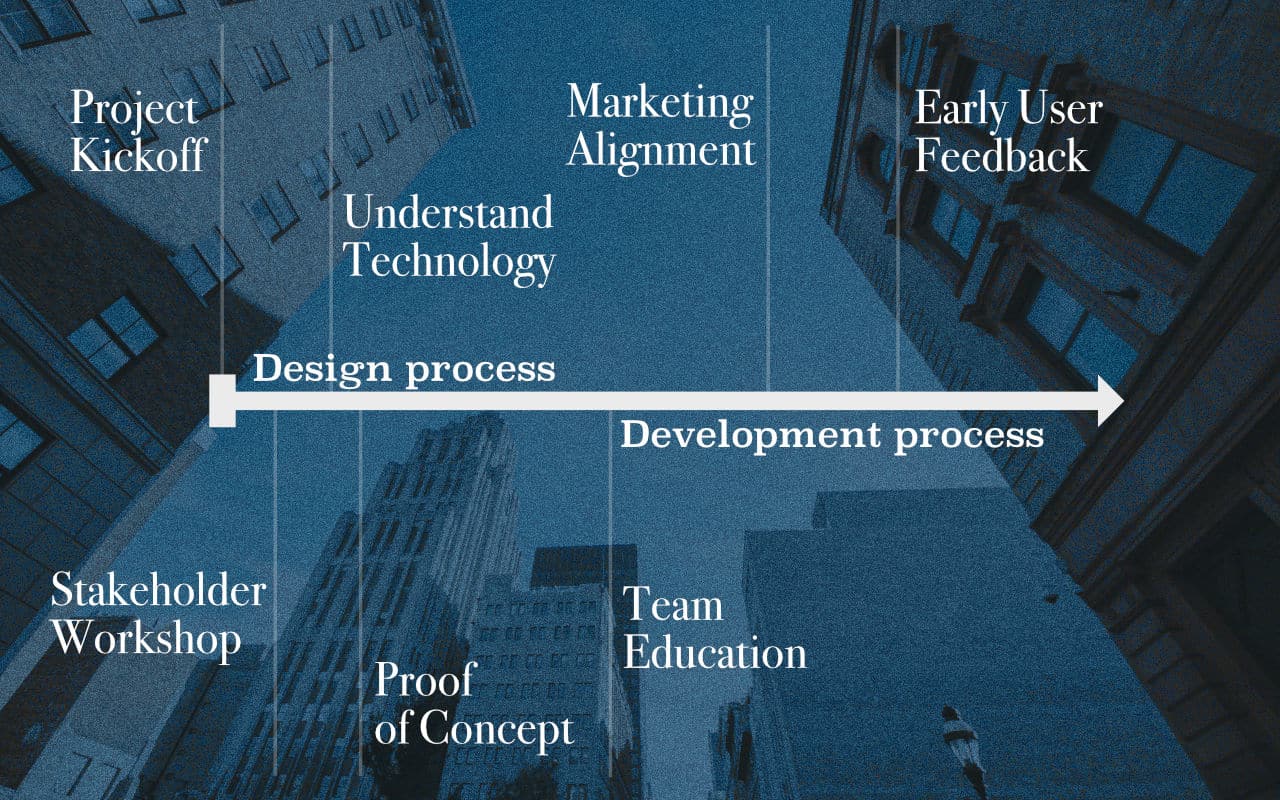 Project
Kickoff
Marketing
Alignment
Early User
Feedback
Understand
Technology
Design process
Development process
Stakeholder
Workshop
Team
Education
Proof
of Concept